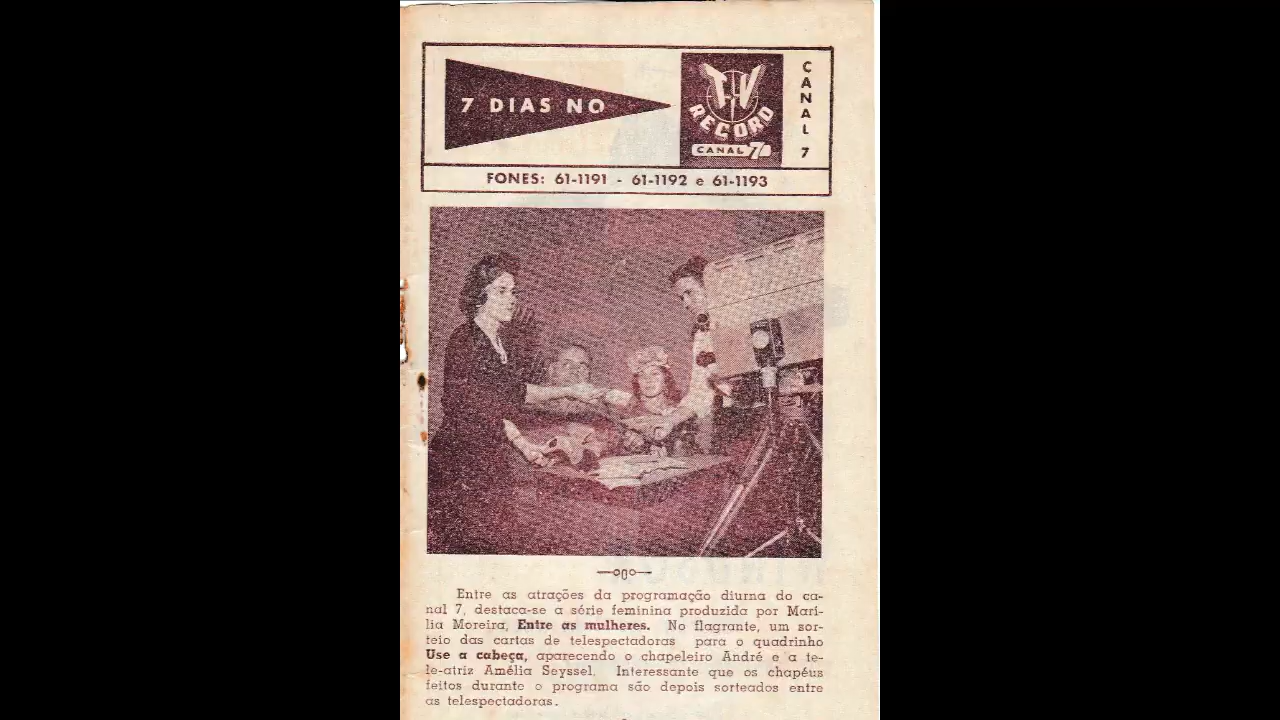 7 DIAS NO
TV
RECORD
CANAL 7
CANAL 7
FONES: 61-1191 - 61-1192 e 61-1193
Entre as atrações da programação diurna do ca-
nal 7, destaca-se a série feminina produzida por Marí-
lia Moreira, Entre as mulheres. No flagrante, um sor-
teio das cartas de telespectadoras para o quadrinho
Use a cabeça, aparecendo o chapeleiro André e a te-
le-atriz Amélia Seyssel. Interessante que os chapéus
feitos durante o programa são depois sorteados entre
as telespectadoras.